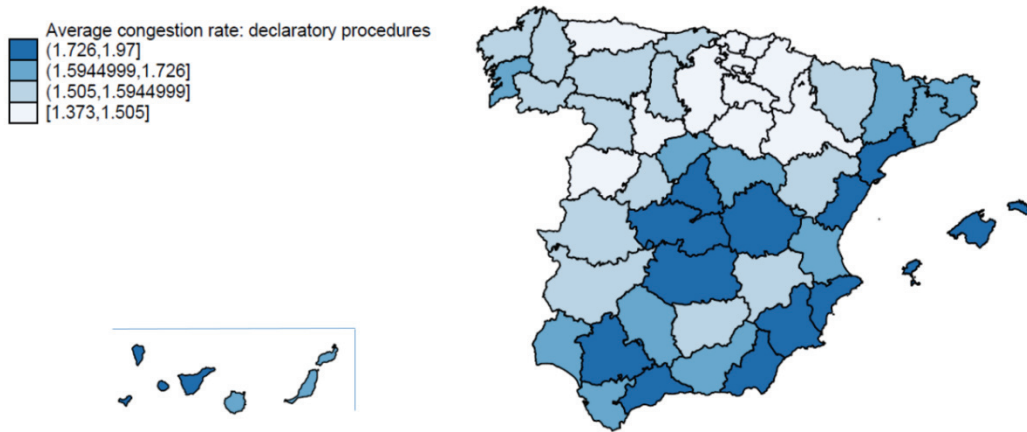 Average congestion rate: declaratory procedures
(1.726,1.97]
(1.5944999,1.726]
(1.505,1.5944999]
[1.373,1.505]